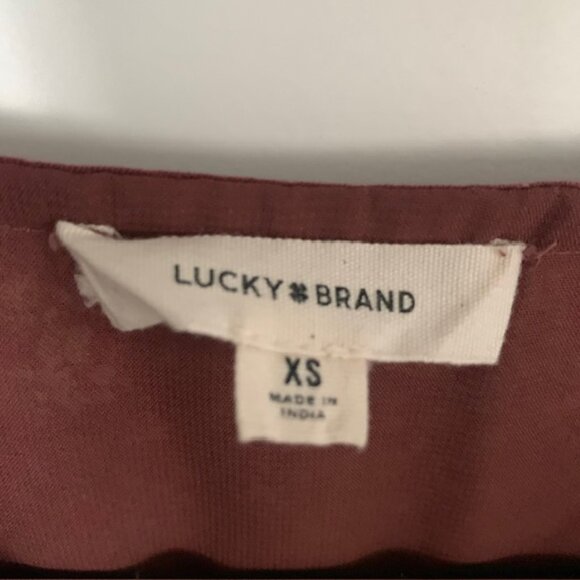 LUCKY BRAND
XS
MADE IN
INDIA